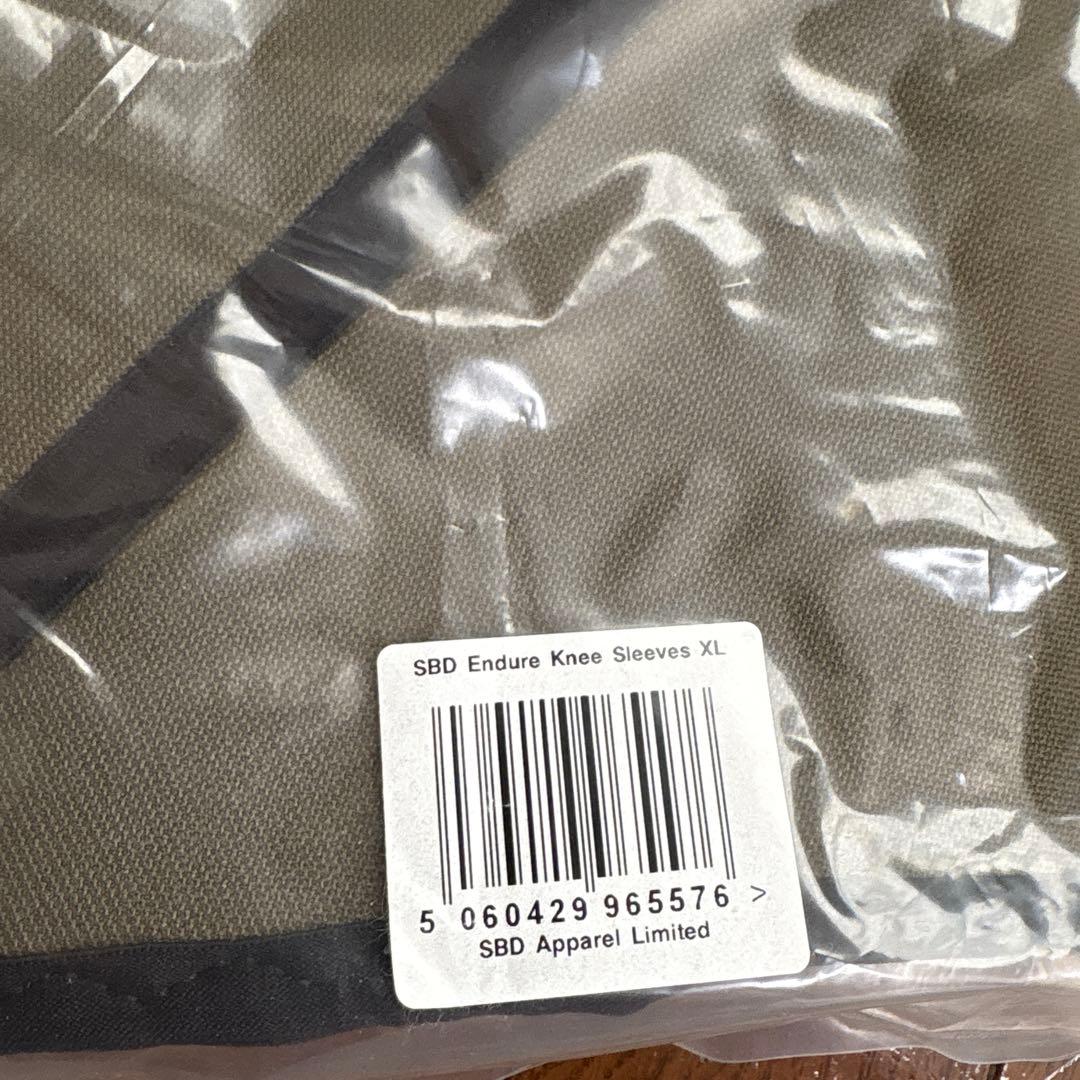 SBD Endure Knee Sleeves XL
5 060429 965576 >
SBD Apparel Limited